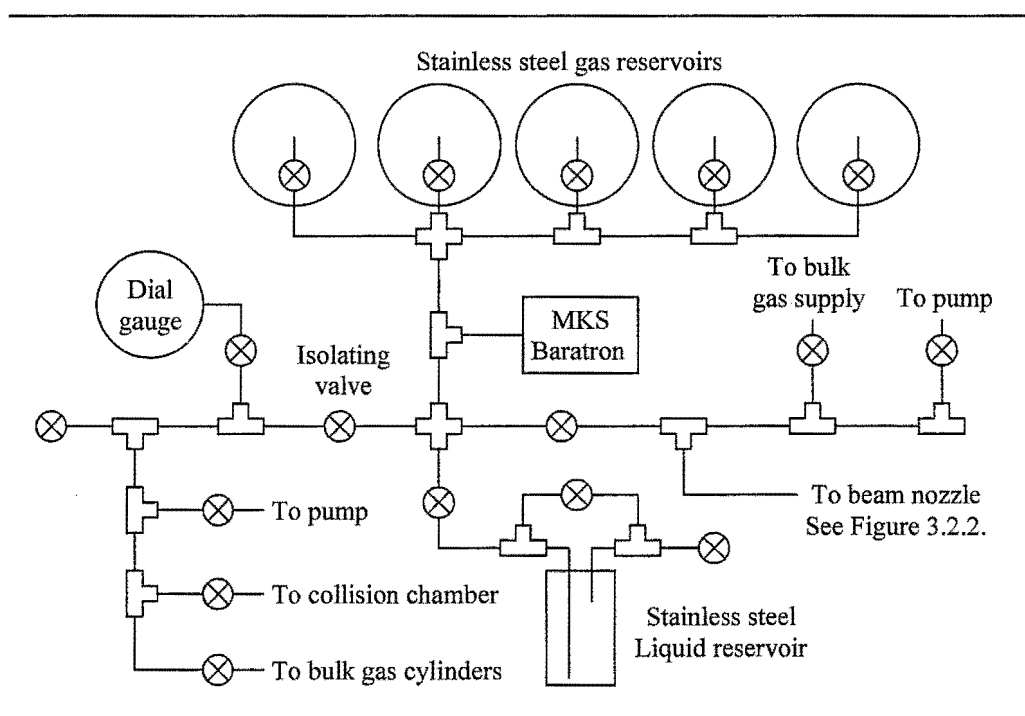 Stainless steel gas reservoirs
Dial
gauge
Isolating
valve
MKS
Baratron
To bulk
gas supply
To pump
To beam nozzle
See Figure 3.2.2.
To pump
To collision chamber
To bulk gas cylinders
Stainless steel
Liquid reservoir